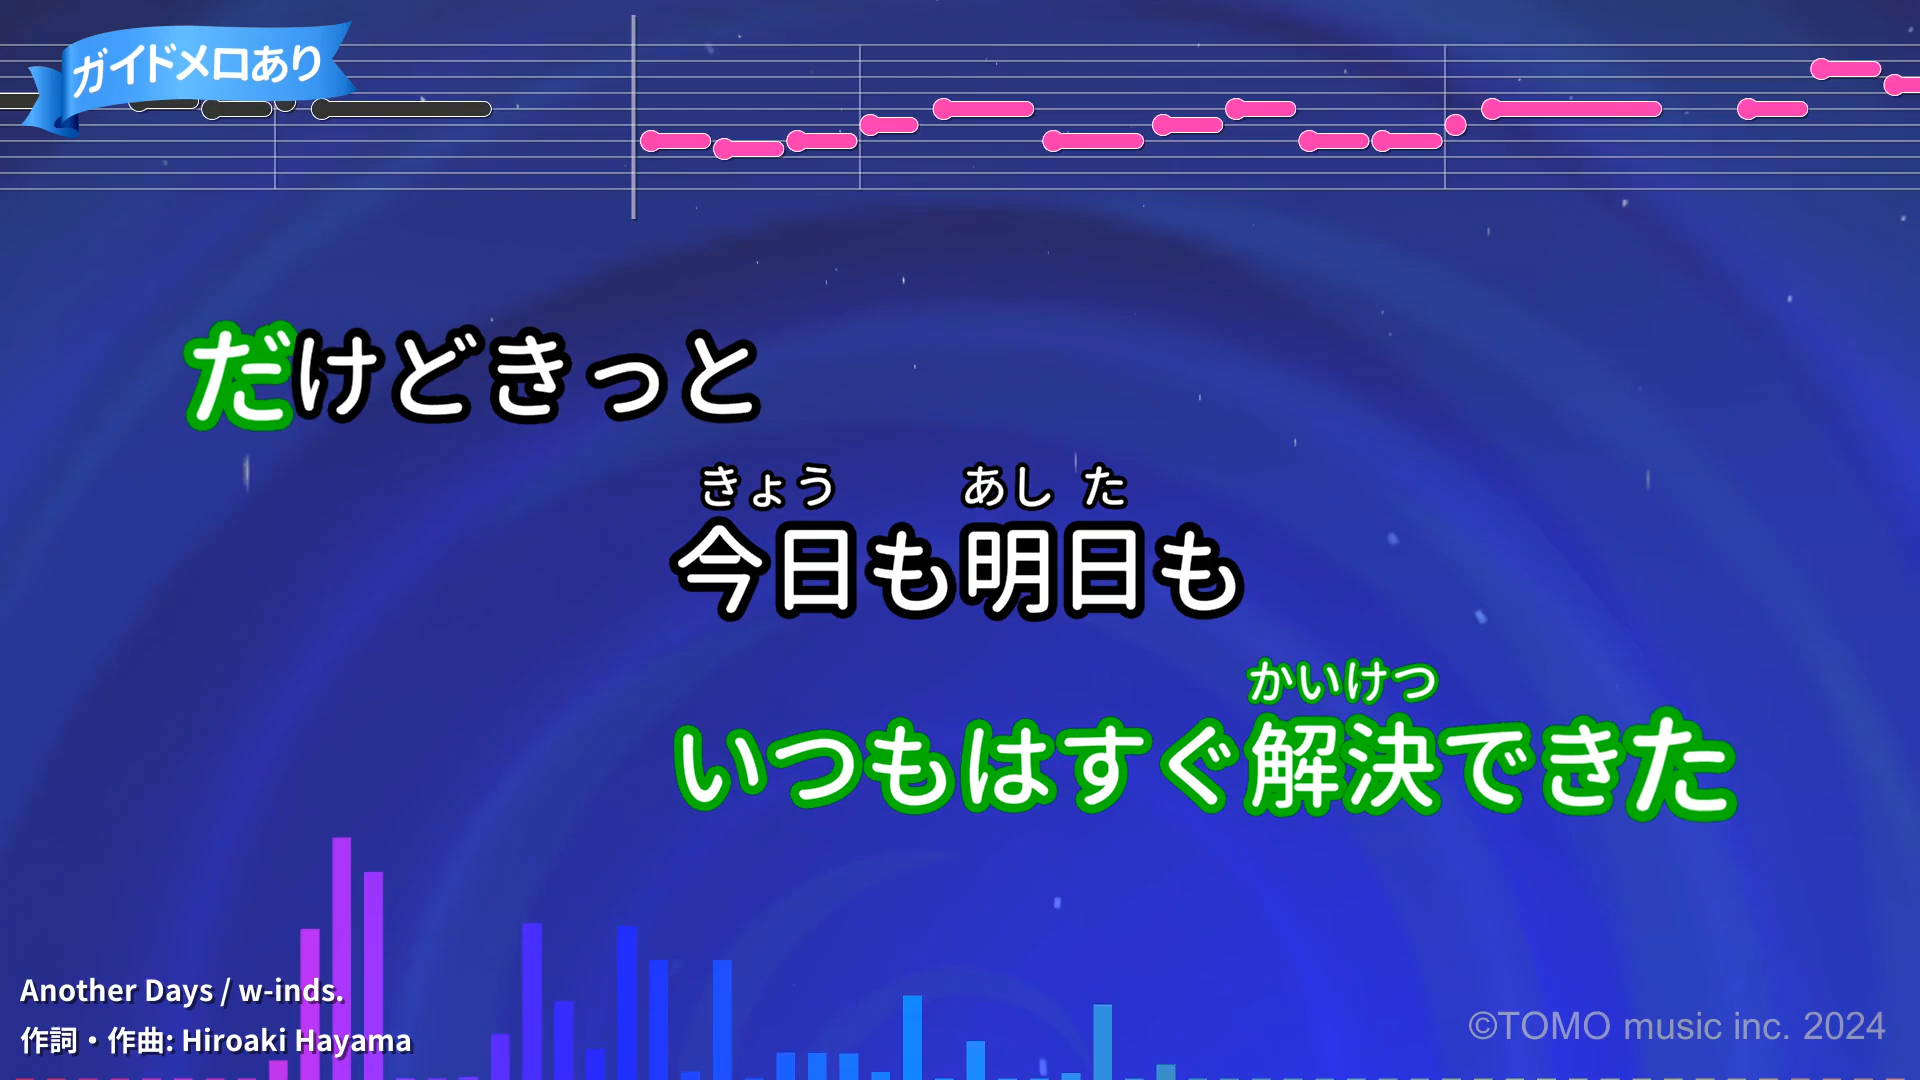 ガイドメロあり
だけどきっと
きょう あした
今日も明日も
かいけつ
いつもはすぐ解決できた
Another Days / w-inds.
作詞・作曲: Hiroaki Hayama
©TOMO music inc. 2024